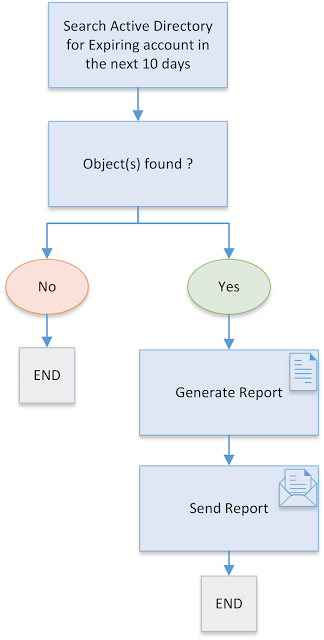 Search Active Directory
for Expiring account in
the next 10 days
Object(s) found ?
No
Yes
END
Generate Report
Send Report
END